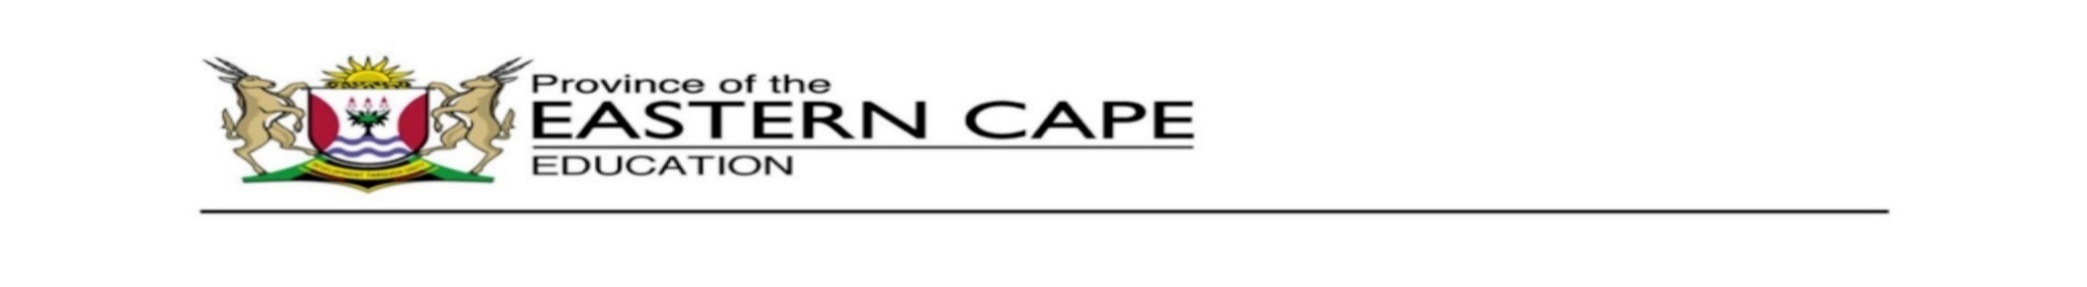 Province of the
EASTERN CAPE
EDUCATION